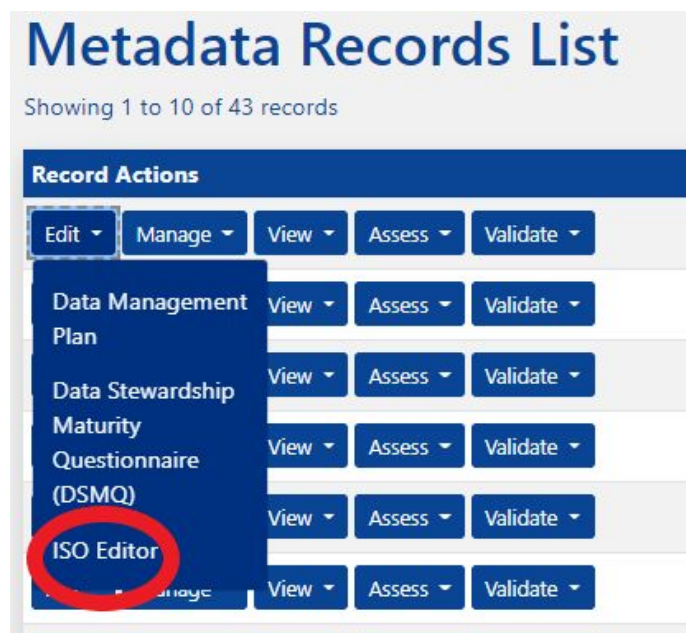 Metadata Records List
Showing 1 to 10 of 43 records
Record Actions
Edit Manage View Assess Validate
Data Management View Assess Validate
Plan
Data Stewardship View Assess Validate
Maturity
Questionnaire View Assess Validate
(DSMQ)
View Assess Validate
ISO Editor
View Assess Validate